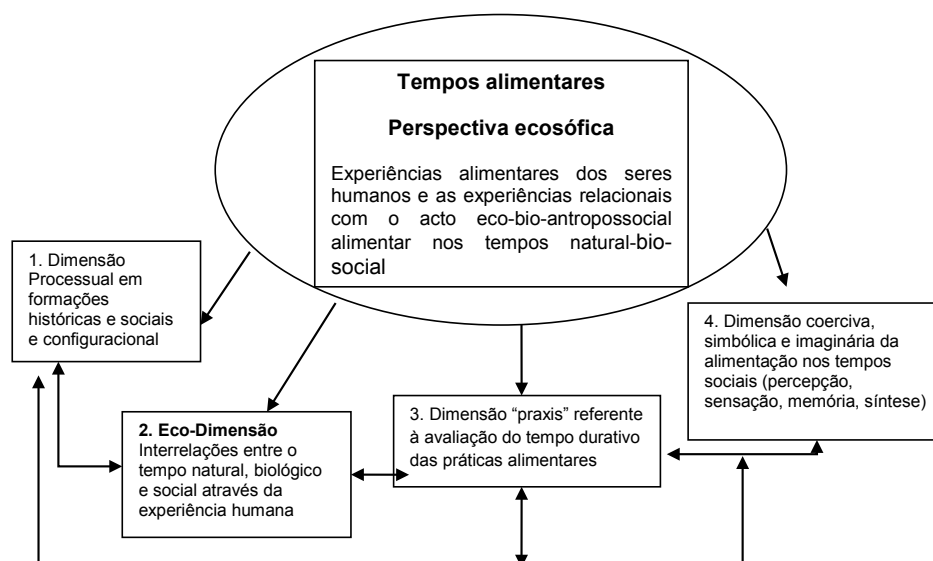 Tempos alimentares
Perspectiva ecosófica
Experiências alimentares dos seres
humanos e as experiências relacionais
com o acto eco-bio-antropossocial
alimentar nos tempos natural-bio-
social
1. Dimensão
Processual em
formações
históricas e sociais
e configuracional
2. Eco-Dimensão
Interrelações entre o
tempo natural, biológico
e social através da
experiência humana
3. Dimensão “praxis” referente
à avaliação do tempo durativo
das práticas alimentares
4. Dimensão coerciva,
simbólica e imaginária da
alimentação nos tempos
sociais (percepção,
sensação, memória, síntese)